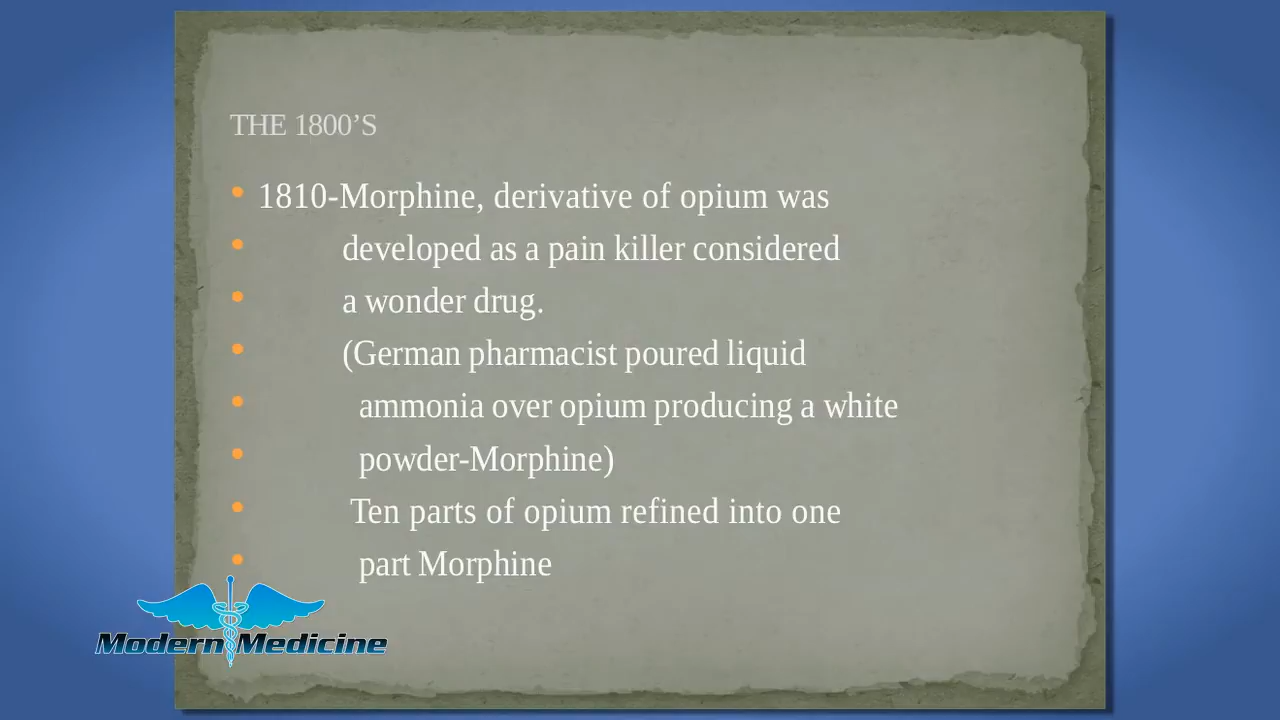 THE 1800’S
• 1810-Morphine, derivative of opium was
• developed as a pain killer considered
• a wonder drug.
• (German pharmacist poured liquid
• ammonia over opium producing a white
• powder-Morphine)
• Ten parts of opium refined into one
• part Morphine
Modern Medicine